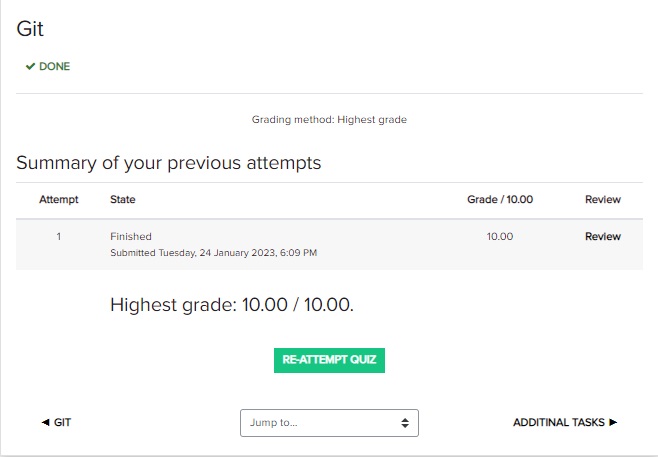 Git
✔ DONE
Grading method: Highest grade
Summary of your previous attempts
Attempt State Grade / 10.00 Review
1 Finished 10.00 Review
Submitted Tuesday, 24 January 2023, 6:09 PM
Highest grade: 10.00 / 10.00.
RE-ATTEMPT QUIZ
◄ GIT Jump to... ADDITINAL TASKS ►